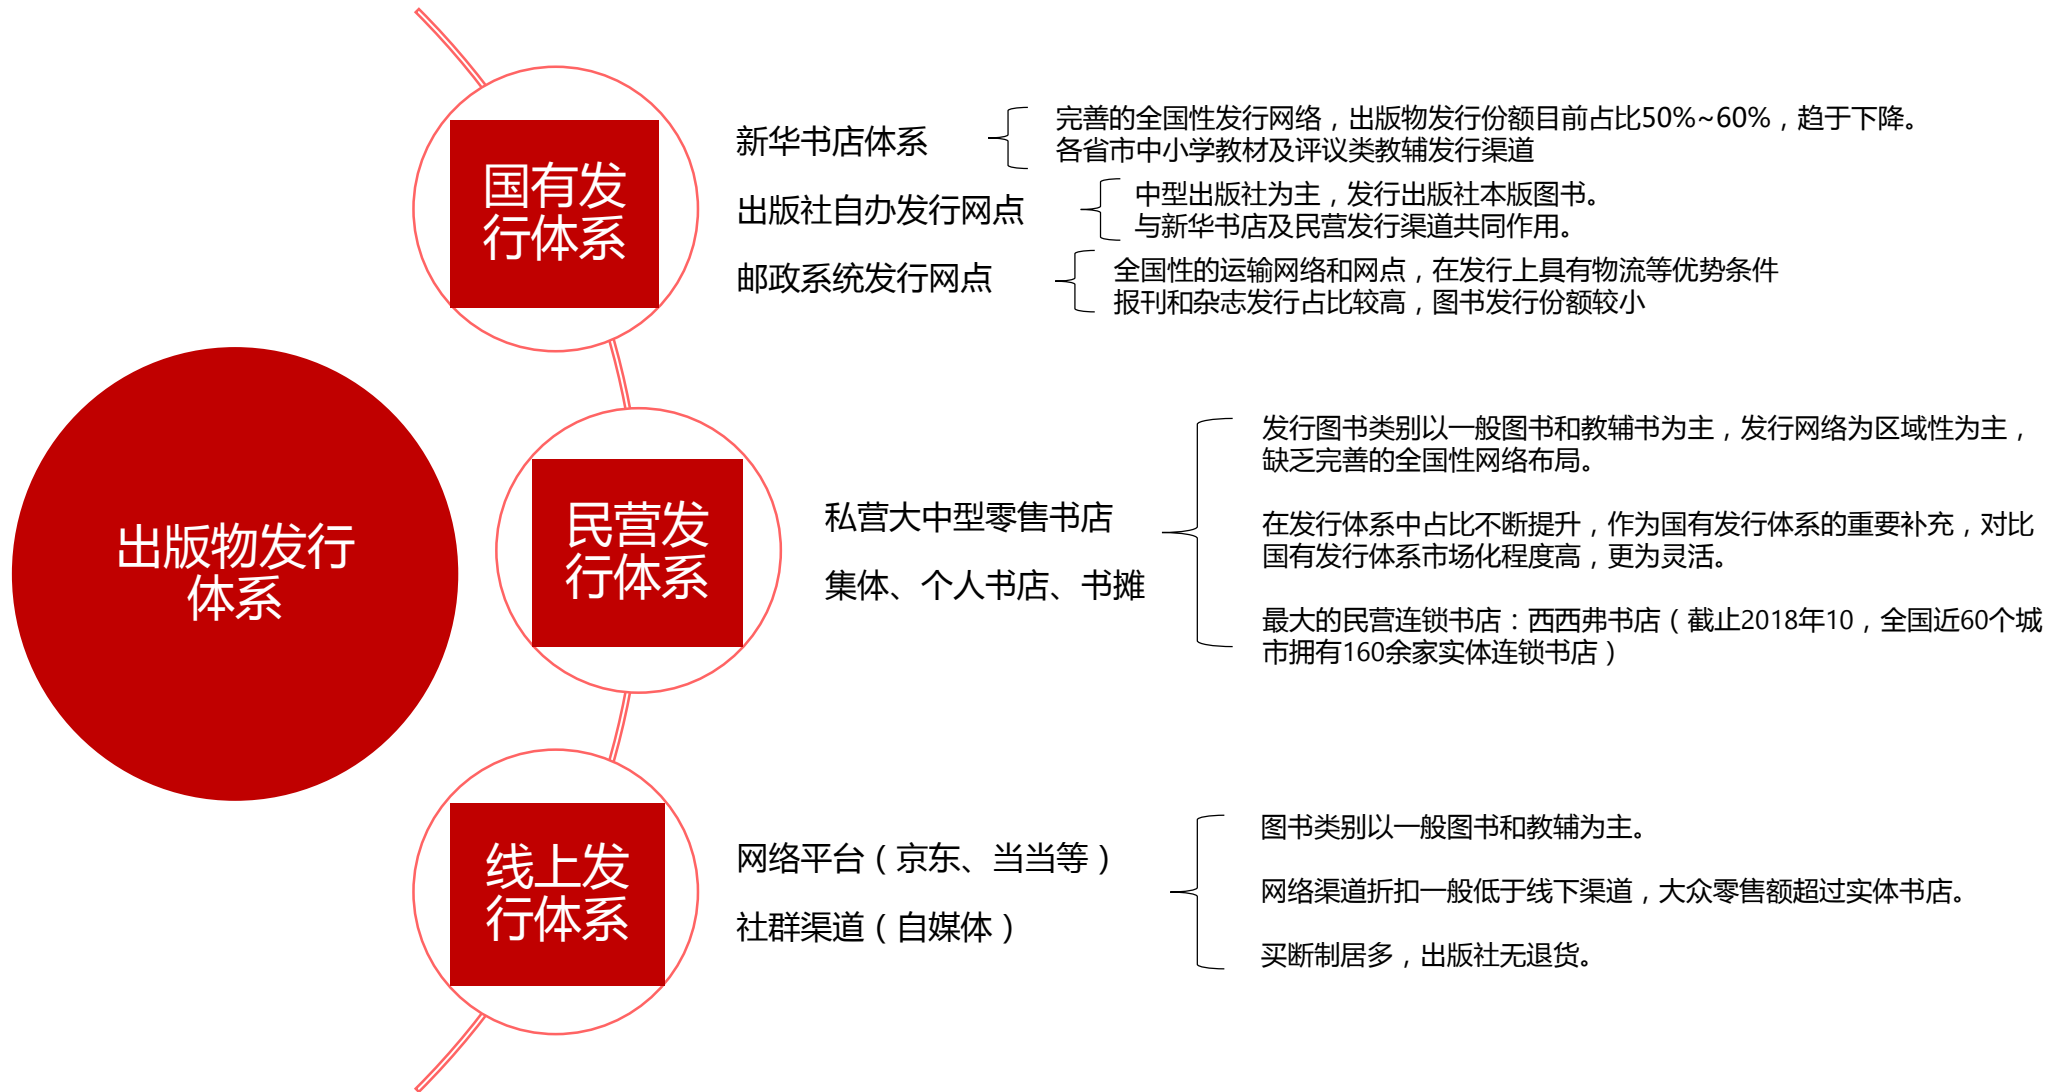 出版物发行
体系
国有发
行体系
新华书店体系
完善的全国性发行网络，出版物发行份额目前占比50%~60%，趋于下降。
各省市中小学教材及评议类教辅发行渠道
出版社自办发行网点
中型出版社为主，发行出版社本版图书。
与新华书店及民营发行渠道共同作用。
邮政系统发行网点
全国性的运输网络和网点，在发行上具有物流等优势条件
报刊和杂志发行占比较高，图书发行份额较小
民营发
行体系
私营大中型零售书店
集体、个人书店、书摊
发行图书类别以一般图书和教辅书为主，发行网络为区域性为主，
缺乏完善的全国性网络布局。
在发行体系中占比不断提升，作为国有发行体系的重要补充，对比
国有发行体系市场化程度高，更为灵活。
最大的民营连锁书店：西西弗书店（截止2018年10，全国近60个城
市拥有160余家实体连锁书店）
线上发
行体系
网络平台（京东、当当等）
社群渠道（自媒体）
图书类别以一般图书和教辅为主。
网络渠道折扣一般低于线下渠道，大众零售额超过实体书店。
买断制居多，出版社无退货。